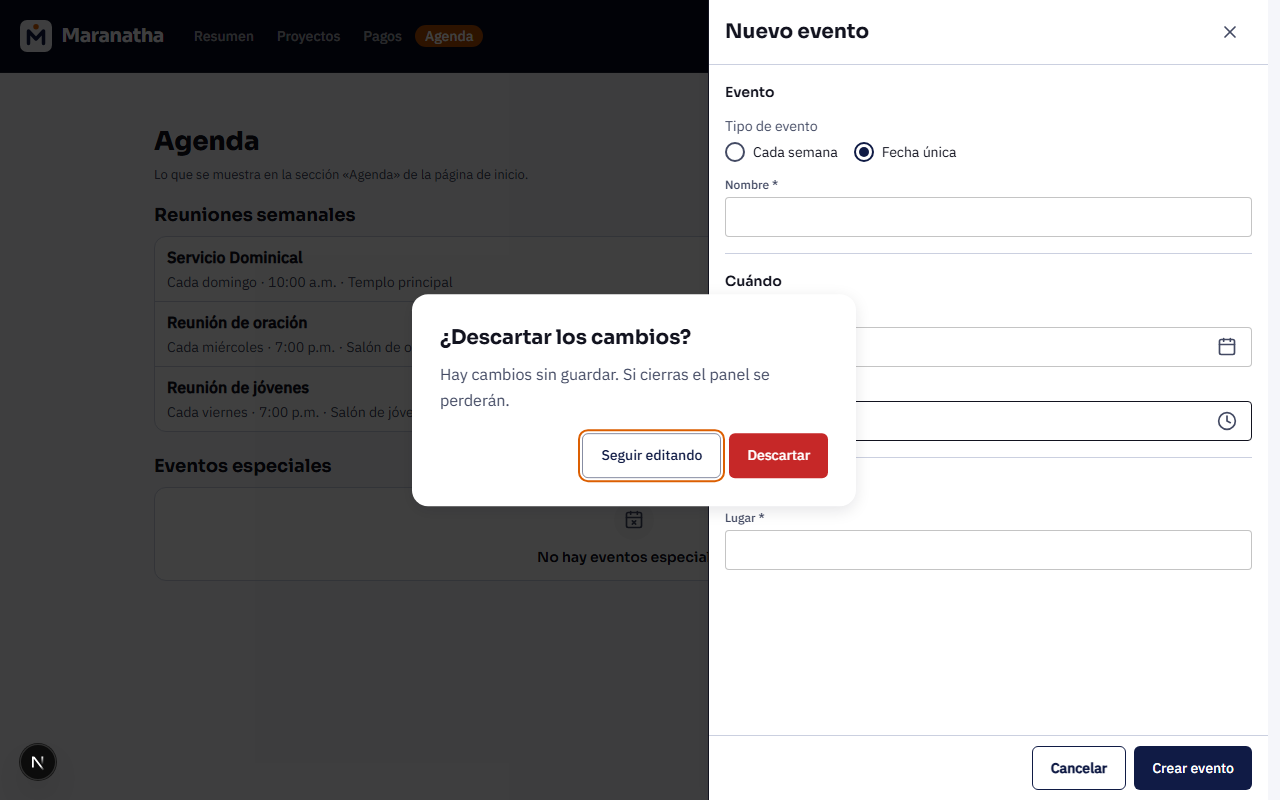 Maranatha
Resumen
Proyectos
Pagos
Agenda
Agenda
Lo que se muestra en la sección «Agenda» de la página de inicio.
Reuniones semanales
Servicio Dominical
Cada domingo · 10:00 a.m. · Templo principal
Reunión de oración
Cada miércoles · 7:00 p.m. · Salón de
Reunión de jóvenes
Cada viernes · 7:00 p.m. · Salón de
Eventos especiales
No hay eventos
Nuevo evento
Evento
Tipo de evento
Cada semana
Fecha única
Nombre *
Cuándo
¿Descartar los cambios?
Hay cambios sin guardar. Si cierras el panel se
perderán.
Seguir editando
Descartar
Lugar *
Cancelar
Crear evento